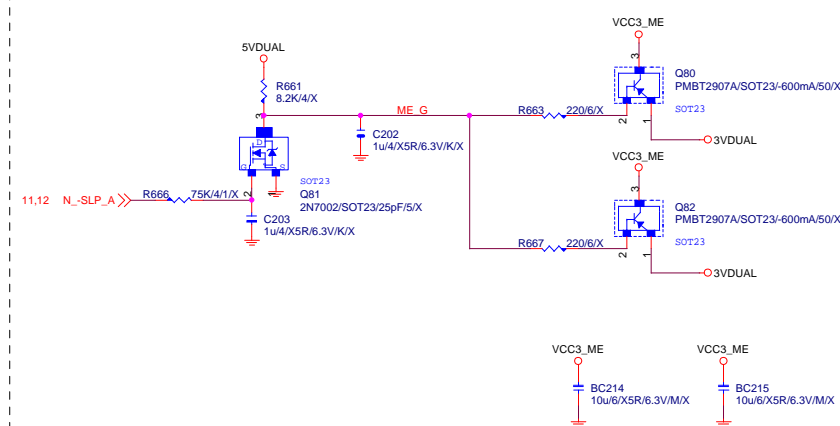 VCC3_ME
3
Q80
PMBT2907A/SOT23/-600mA/50/X
SOT23
2
1
3VDUAL
5VDUAL
R661
8.2K/4/X
3
ME_G
R663
220/6/X
C202
1u/4/X5R/6.3V/K/X
D
G
S
SOT23
Q81
2N7002/SOT23/25pF/5/X
2
1
11,12
N_-SLP_A
R666
75K/4/1/X
C203
1u/4/X5R/6.3V/K/X
VCC3_ME
3
Q82
PMBT2907A/SOT23/-600mA/50/X
SOT23
2
1
R667
220/6/X
3VDUAL
VCC3_ME
BC214
10u/6/X5R/6.3V/M/X
VCC3_ME
BC215
10u/6/X5R/6.3V/M/X